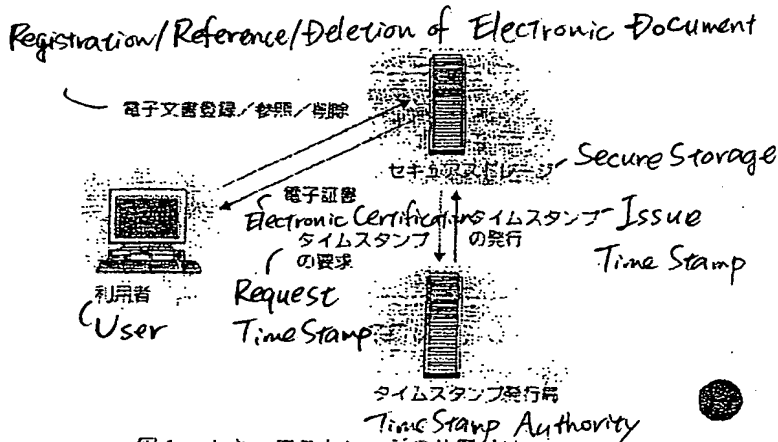 Registration/Reference/Deletion of Electronic Document
電子文書登録/参照/削除
セキュアストレージ
Secure Storage
電子証書
Electronic Certification
タイムスタンプ
の要求
タイムスタンプ
の発行
Issue
Time Stamp
利用者
User
Request
Time Stamp
タイムスタンプ発行局
Time Stamp Authority